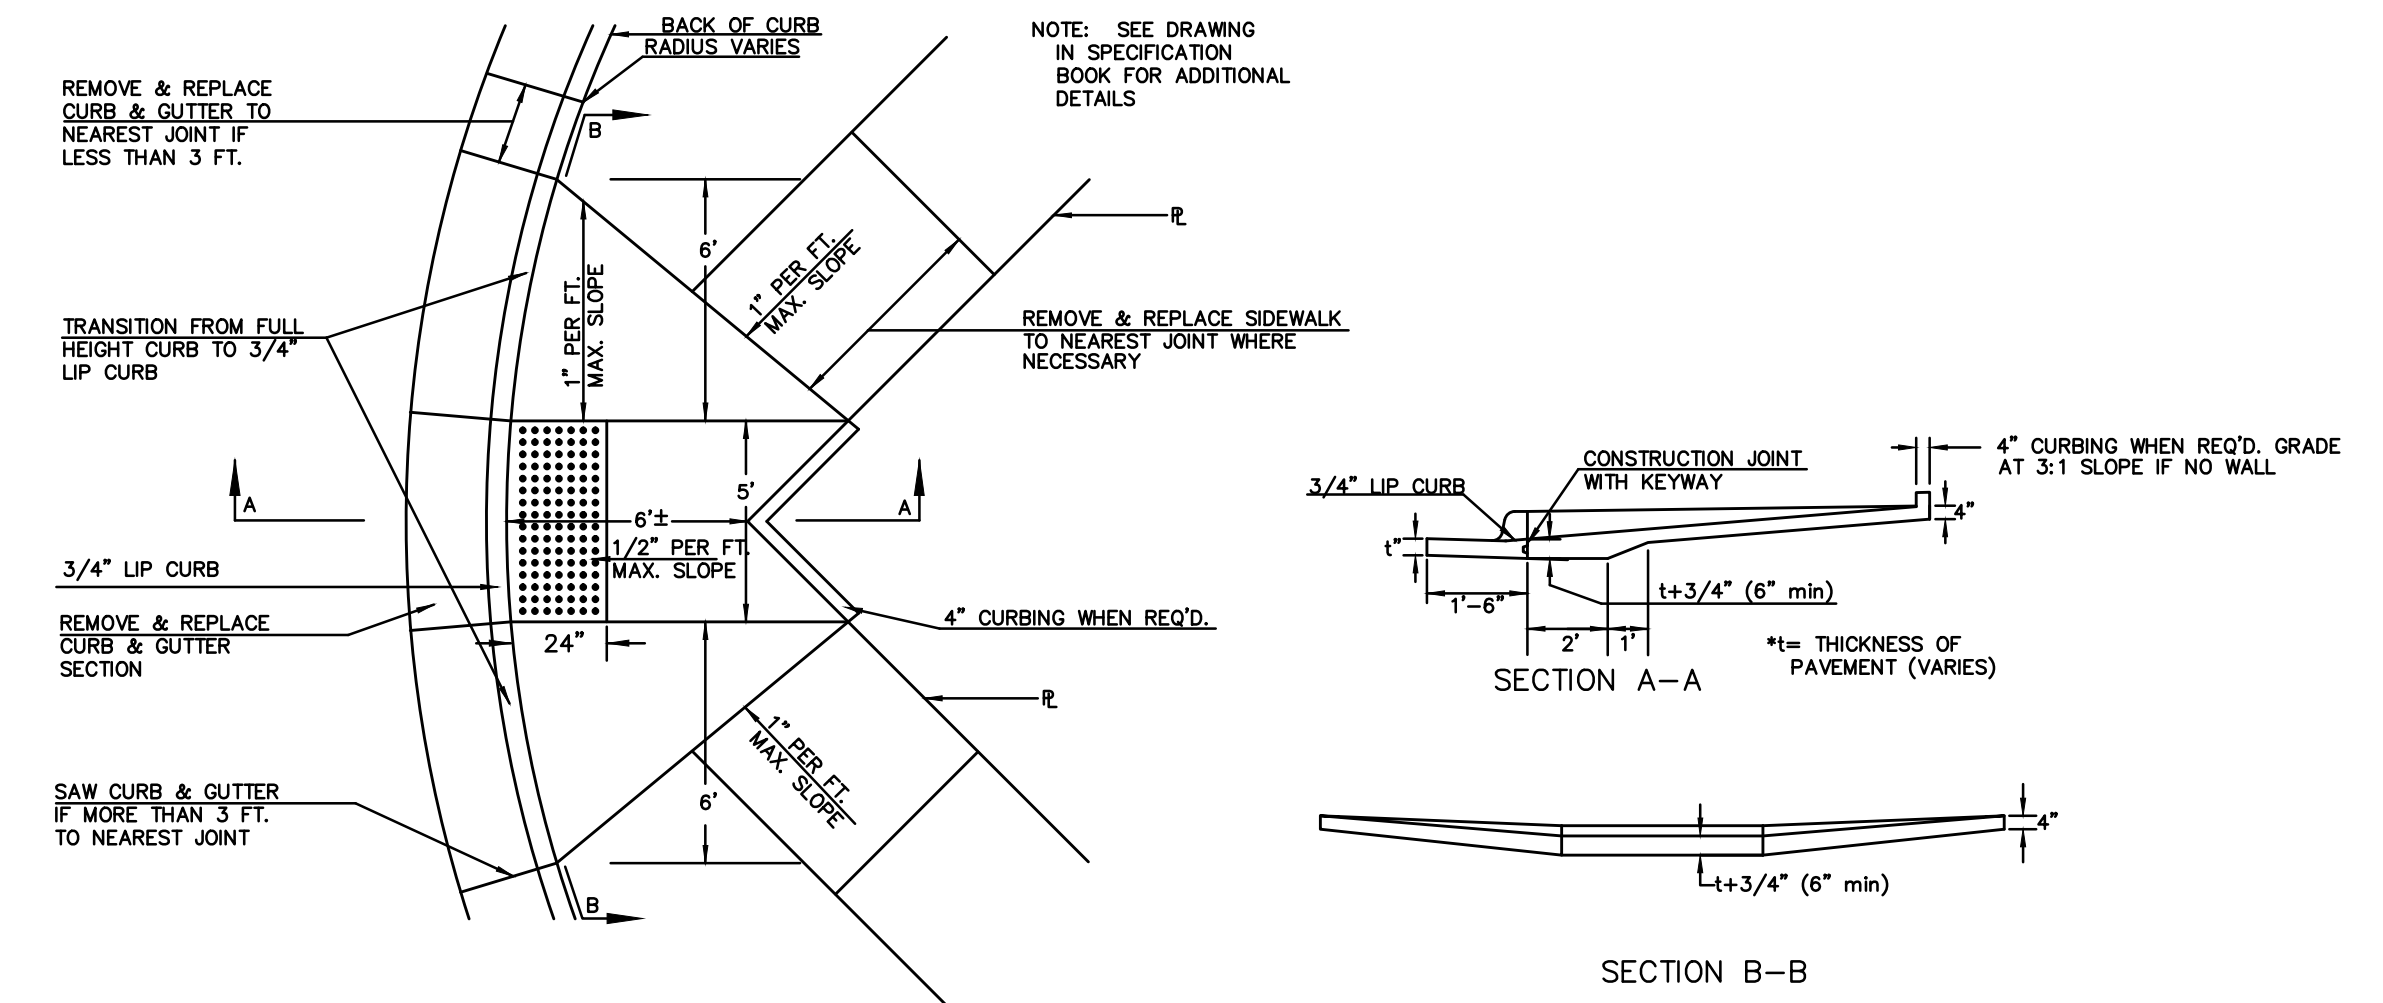 BACK OF CURB
RADIUS VARIES
NOTE: SEE DRAWING
IN SPECIFICATION
BOOK FOR ADDITIONAL
DETAILS
REMOVE & REPLACE
CURB & GUTTER TO
NEAREST JOINT IF
LESS THAN 3 FT.
B
6'
1" PER FT.
MAX. SLOPE
1" PER FT.
MAX. SLOPE
PL
REMOVE & REPLACE SIDEWALK
TO NEAREST JOINT WHERE
NECESSARY
TRANSITION FROM FULL
HEIGHT CURB TO 3/4"
LIP CURB
A
5'
A
6'±
1/2" PER FT.
MAX. SLOPE
3/4" LIP CURB
REMOVE & REPLACE
CURB & GUTTER
SECTION
24"
4" CURBING WHEN REQ'D.
PL
1" PER FT.
MAX. SLOPE
6'
SAW CURB & GUTTER
IF MORE THAN 3 FT.
TO NEAREST JOINT
B
CONSTRUCTION JOINT
WITH KEYWAY
3/4" LIP CURB
4" CURBING WHEN REQ'D. GRADE
AT 3:1 SLOPE IF NO WALL
4"
t"
1'-6"
t+3/4" (6" min)
2'
1'
*t= THICKNESS OF
PAVEMENT (VARIES)
SECTION A-A
4"
t+3/4" (6" min)
SECTION B-B